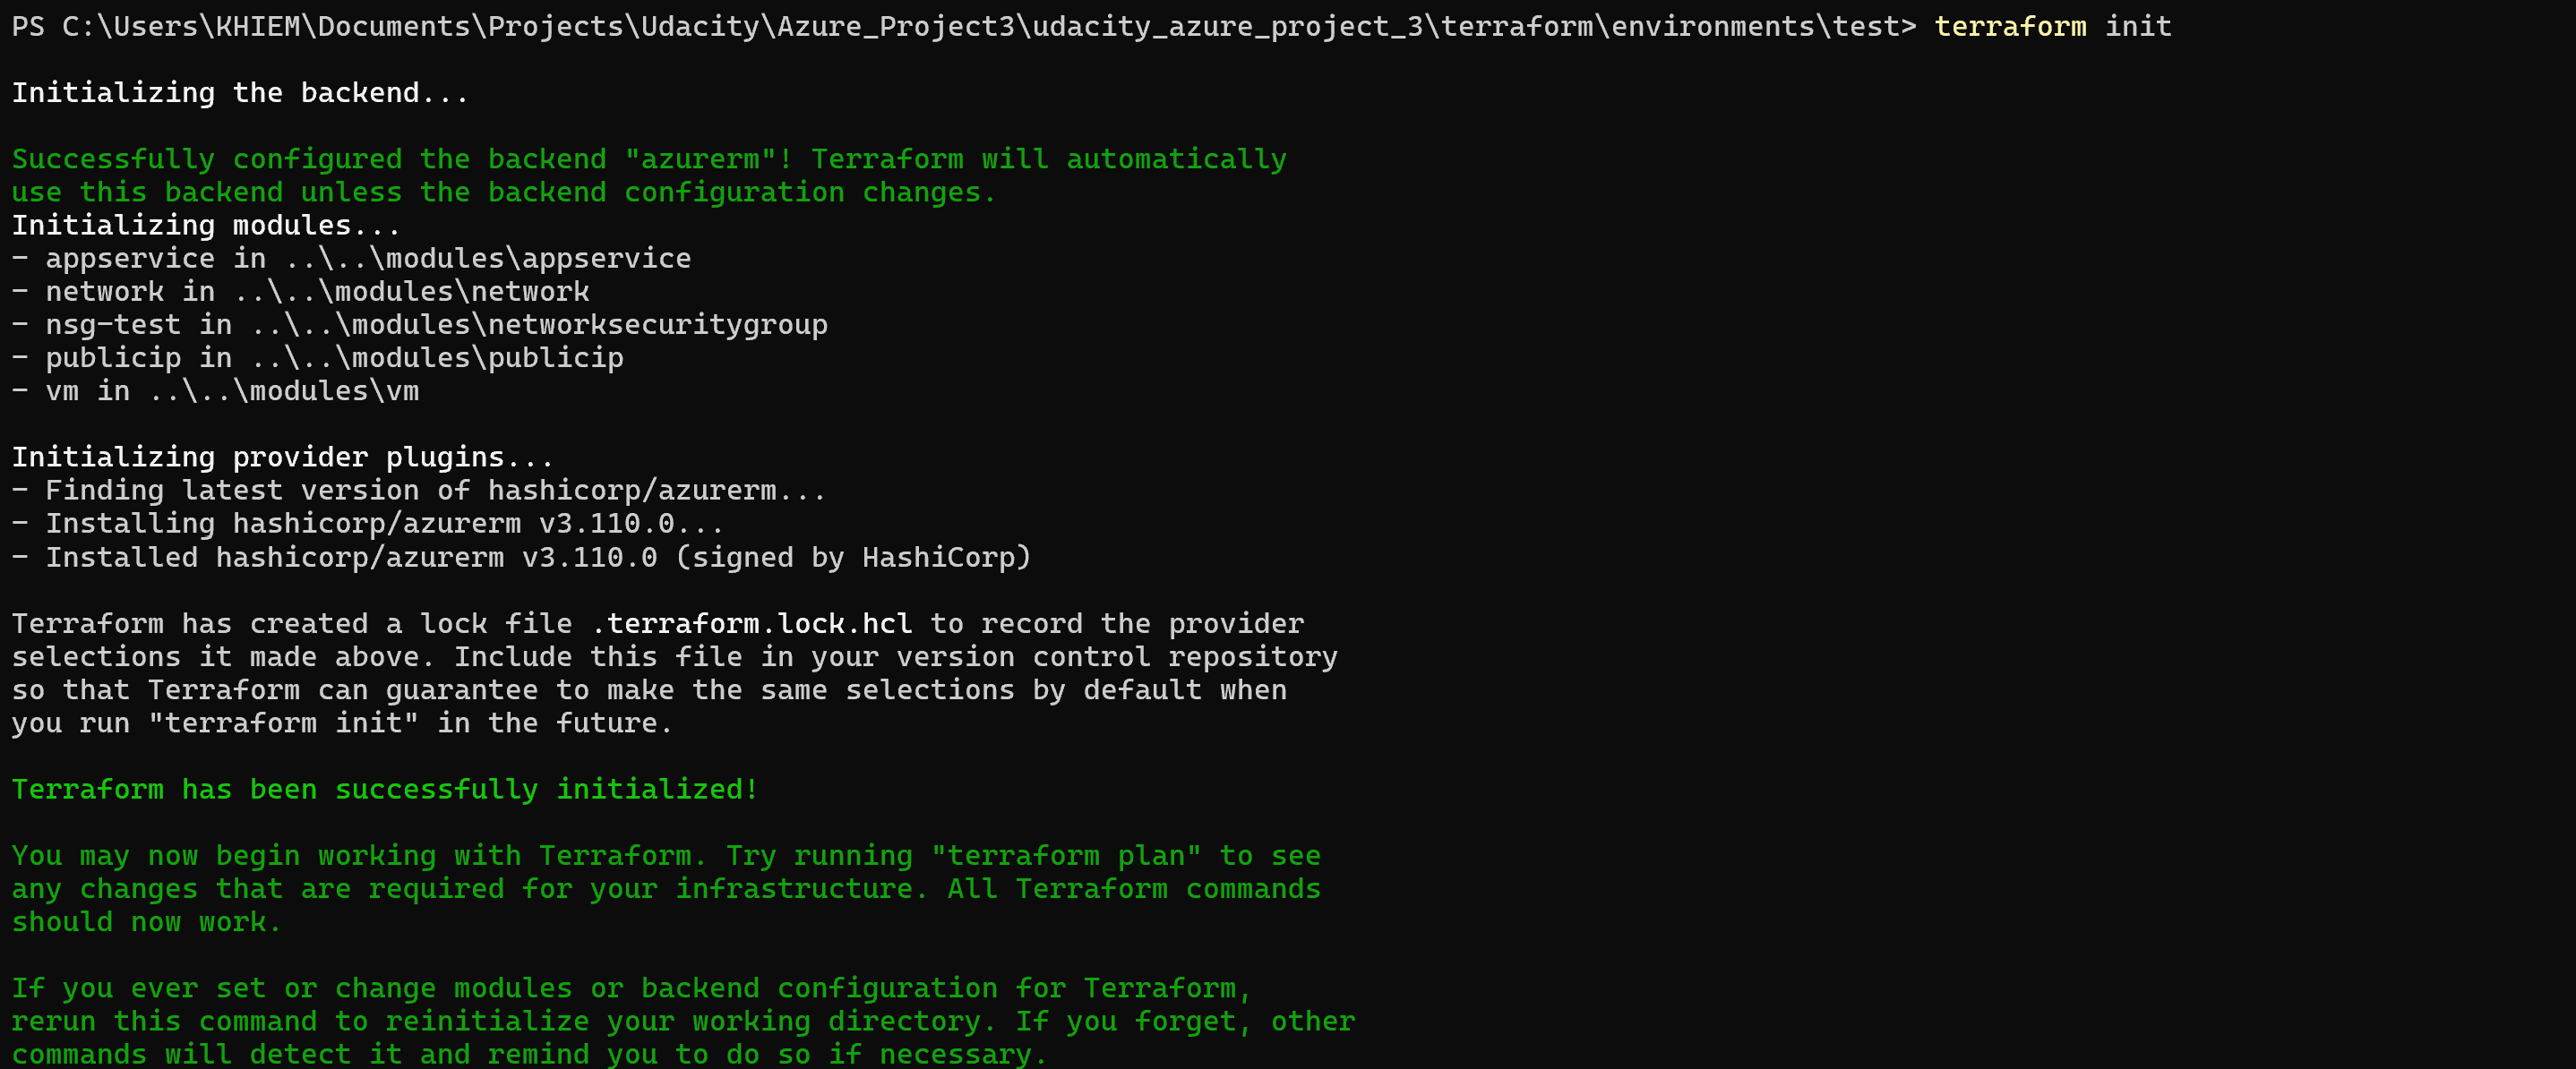 PS C:\Users\KHIEM\Documents\Projects\Udacity\Azure_Project3\udacity_azure_project_3\terraform\environments\test> terraform init
Initializing the backend...
Successfully configured the backend "azurerm"! Terraform will automatically
use this backend unless the backend configuration changes.
Initializing modules...
- appservice in ..\..\modules\appservice
- network in ..\..\modules\network
- nsg-test in ..\..\modules\networksecuritygroup
- publicip in ..\..\modules\publicip
- vm in ..\..\modules\vm
Initializing provider plugins...
- Finding latest version of hashicorp/azurerm...
- Installing hashicorp/azurerm v3.110.0...
- Installed hashicorp/azurerm v3.110.0 (signed by HashiCorp)
Terraform has created a lock file .terraform.lock.hcl to record the provider
selections it made above. Include this file in your version control repository
so that Terraform can guarantee to make the same selections by default when
you run "terraform init" in the future.
Terraform has been successfully initialized!
You may now begin working with Terraform. Try running "terraform plan" to see
any changes that are required for your infrastructure. All Terraform commands
should now work.
If you ever set or change modules or backend configuration for Terraform,
rerun this command to reinitialize your working directory. If you forget, other
commands will detect it and remind you to do so if necessary.